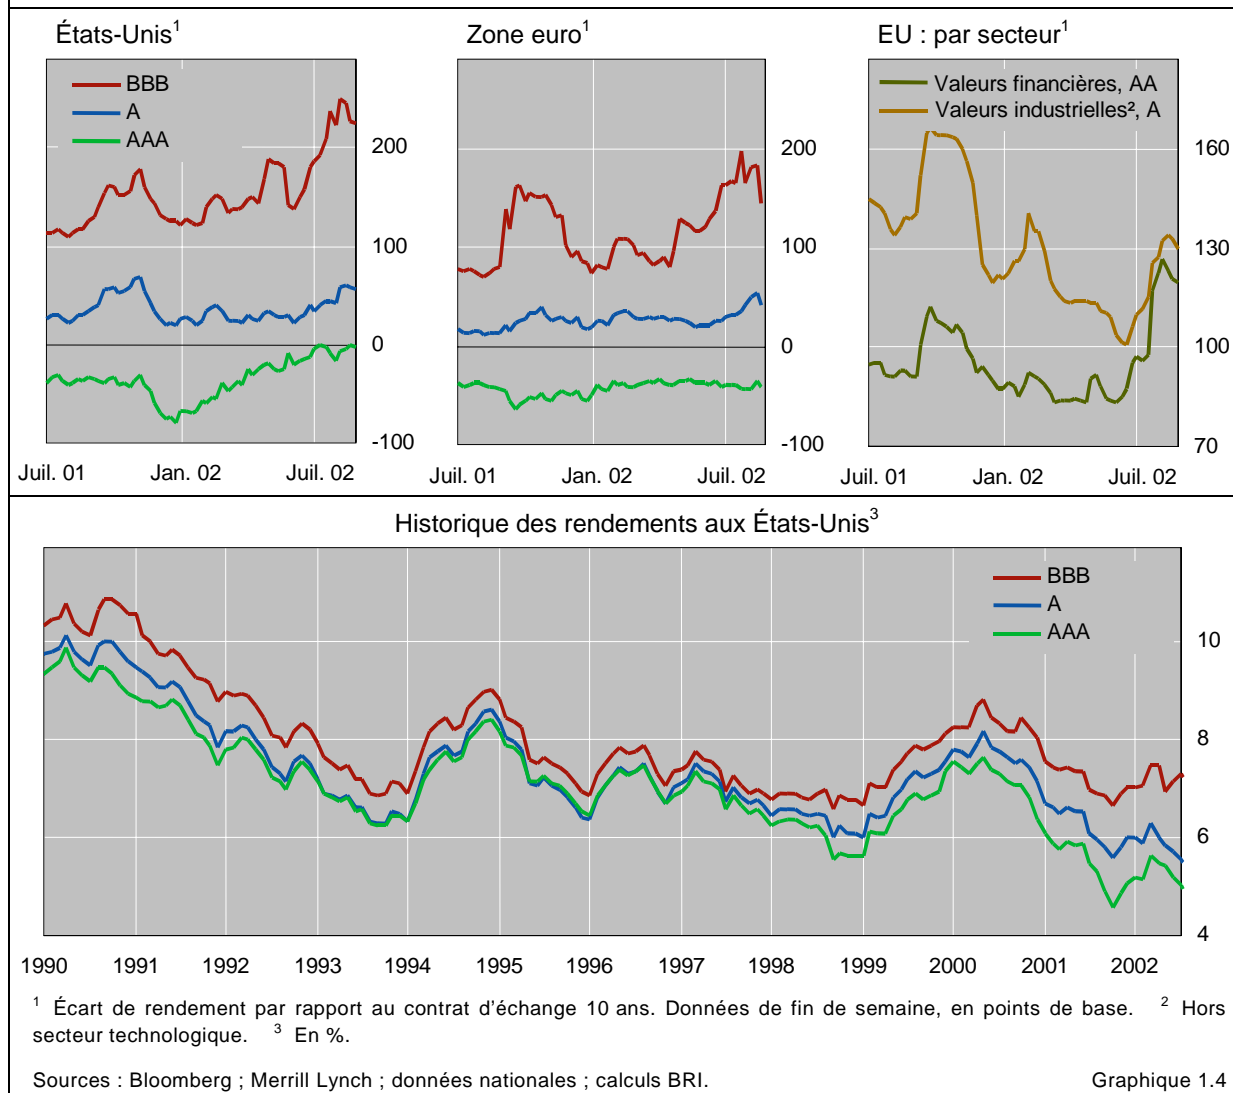 États-Unis¹
Zone euro¹
EU : par secteur¹
BBB
A
AAA
200
100
0
-100
Juil. 01
Jan. 02
Juil. 02
200
100
0
-100
Juil. 01
Jan. 02
Juil. 02
Valeurs financières, AA
Valeurs industrielles², A
160
130
100
70
Juil. 01
Jan. 02
Juil. 02
Historique des rendements aux États-Unis³
BBB
A
AAA
10
8
6
4
1990 1991 1992 1993 1994 1995 1996 1997 1998 1999 2000 2001 2002
¹ Écart de rendement par rapport au contrat d'échange 10 ans. Données de fin de semaine, en points de base. ² Hors
secteur technologique. ³ En %.
Sources : Bloomberg ; Merrill Lynch ; données nationales ; calculs BRI.
Graphique 1.4